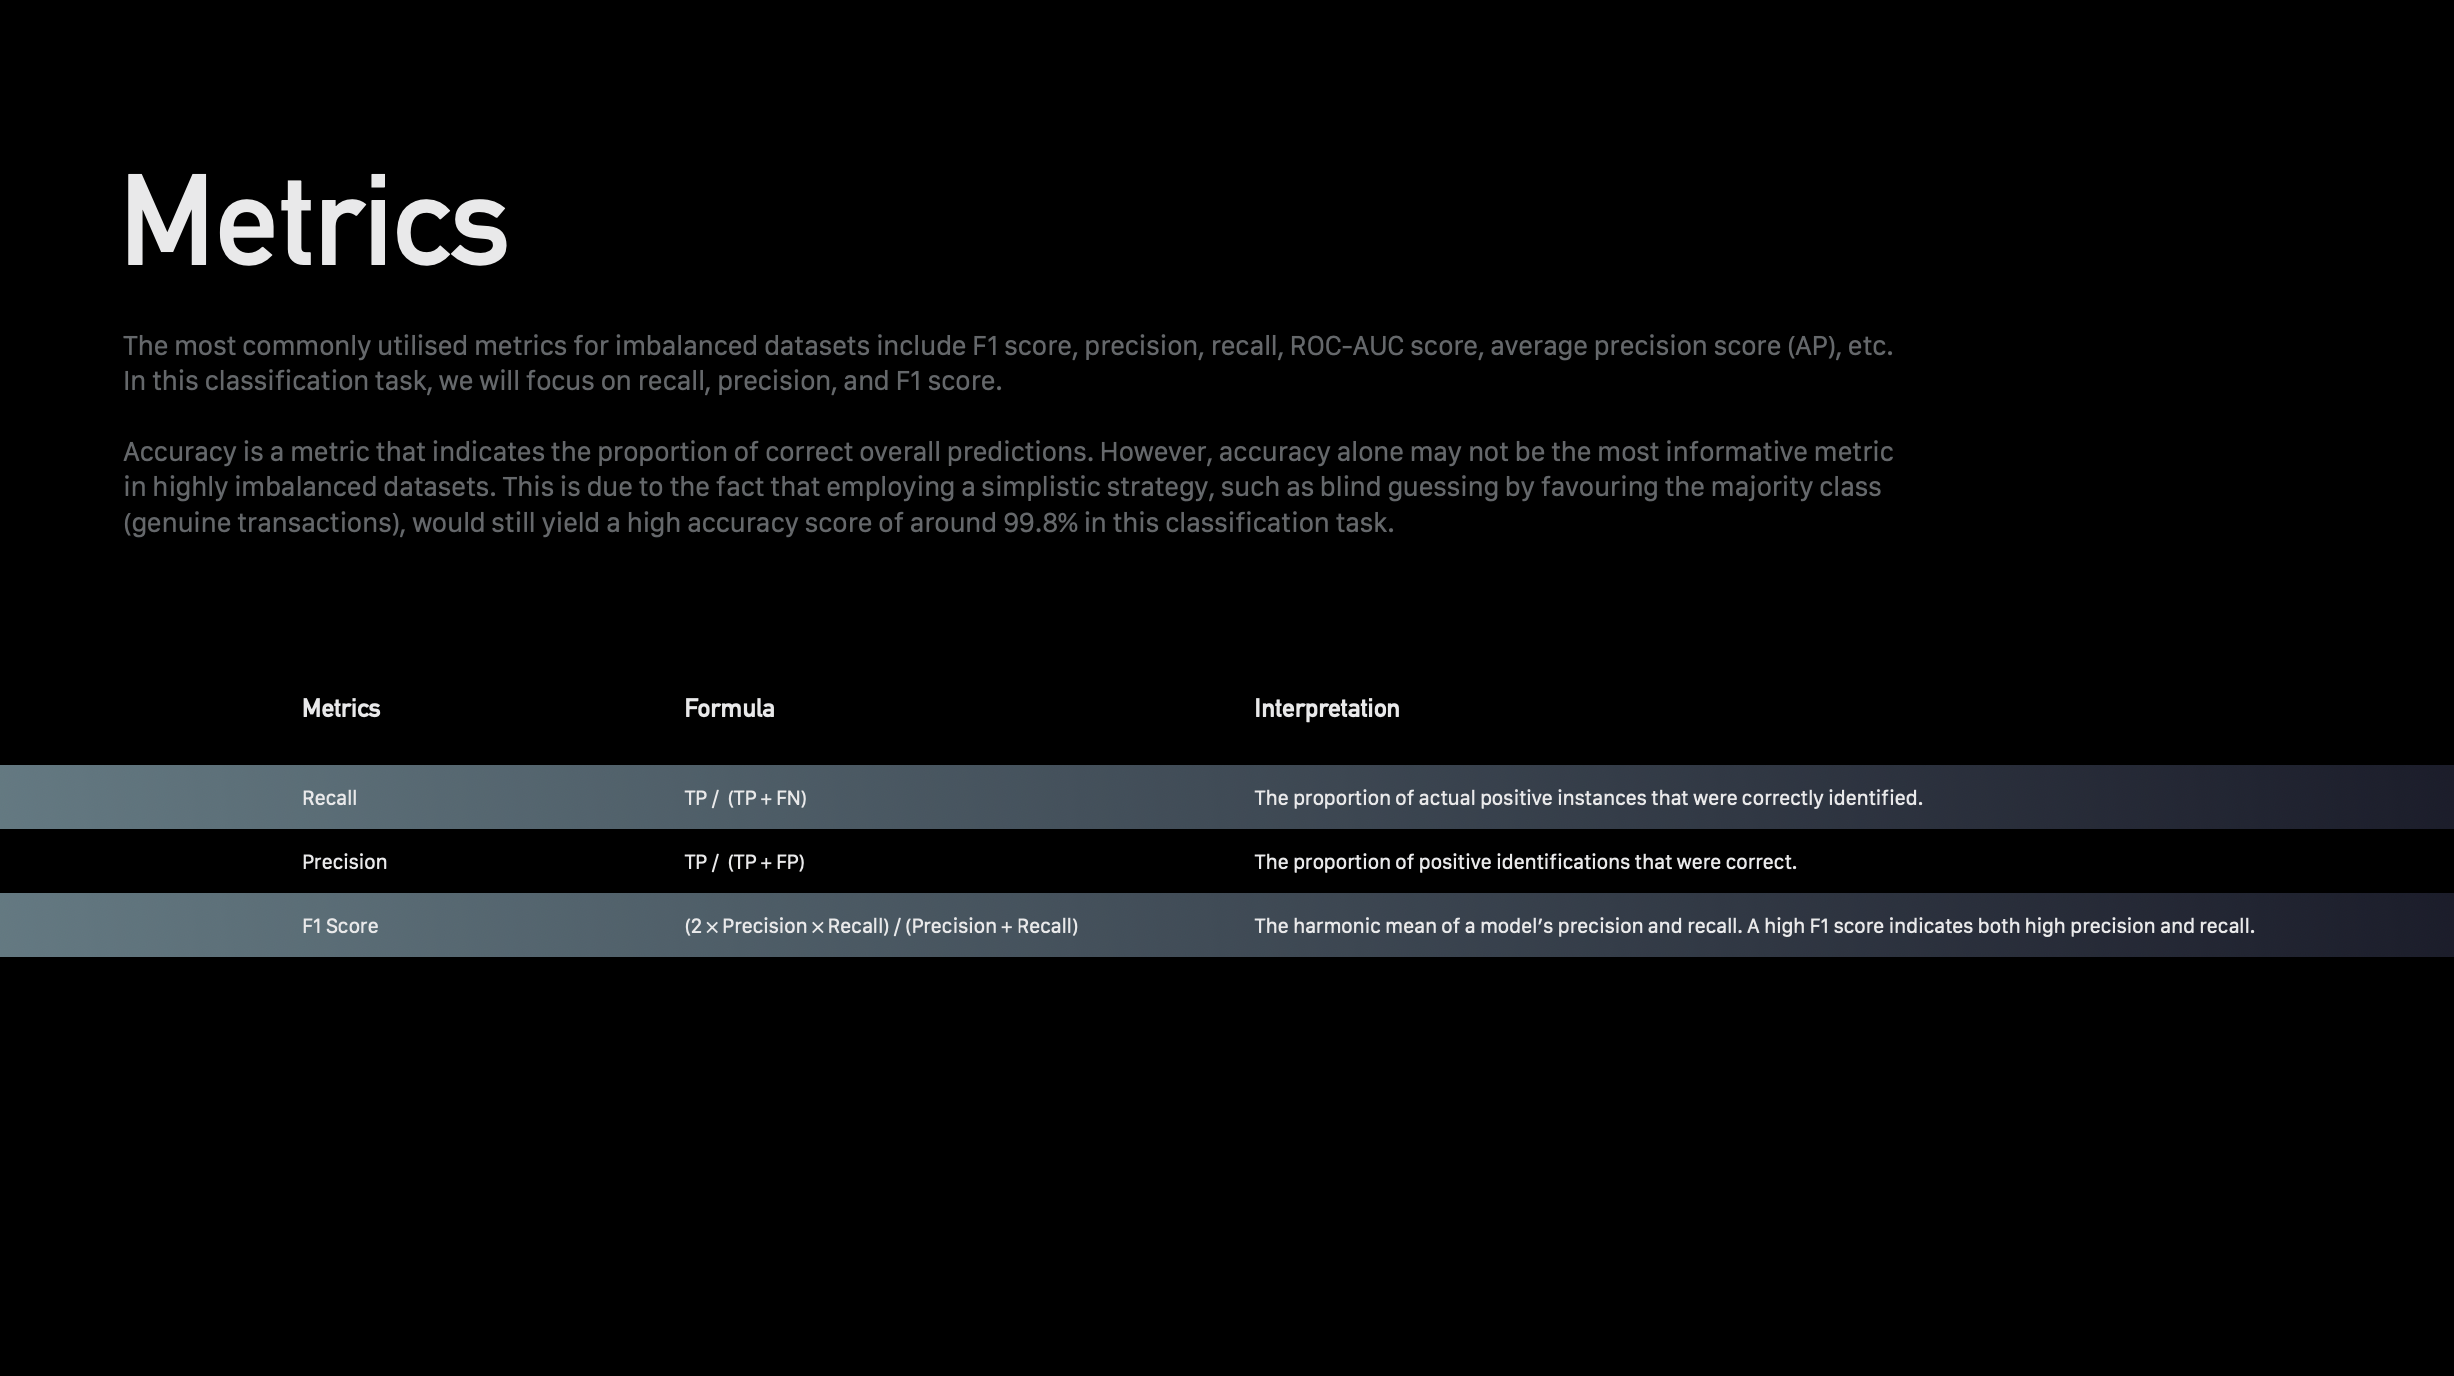 Metrics
The most commonly utilised metrics for imbalanced datasets include F1 score, precision, recall, ROC-AUC score, average precision score (AP), etc.
In this classification task, we will focus on recall, precision, and F1 score.
Accuracy is a metric that indicates the proportion of correct overall predictions. However, accuracy alone may not be the most informative metric
in highly imbalanced datasets. This is due to the fact that employing a simplistic strategy, such as blind guessing by favouring the majority class
(genuine transactions), would still yield a high accuracy score of around 99.8% in this classification task.
Metrics Formula Interpretation
Recall TP / (TP + FN) The proportion of actual positive instances that were correctly identified.
Precision TP / (TP + FP) The proportion of positive identifications that were correct.
F1 Score (2 × Precision × Recall) / (Precision + Recall) The harmonic mean of a model’s precision and recall. A high F1 score indicates both high precision and recall.